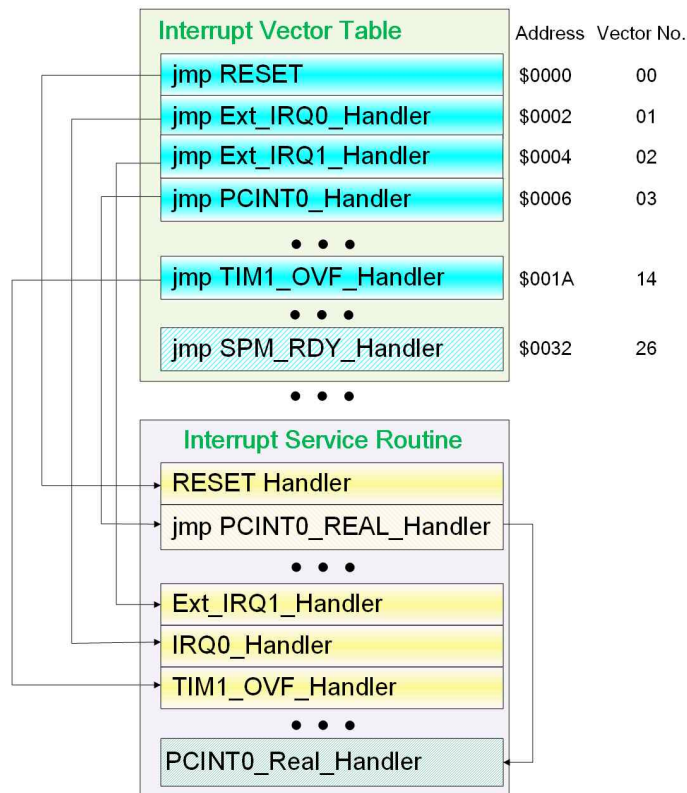 Interrupt Vector Table Address Vector No.
jmp RESET $0000 00
jmp Ext_IRQ0_Handler $0002 01
jmp Ext_IRQ1_Handler $0004 02
jmp PCINT0_Handler $0006 03
jmp TIM1_OVF_Handler $001A 14
jmp SPM_RDY_Handler $0032 26
Interrupt Service Routine
RESET Handler
jmp PCINT0_REAL_Handler
Ext_IRQ1_Handler
IRQ0_Handler
TIM1_OVF_Handler
PCINT0_Real_Handler